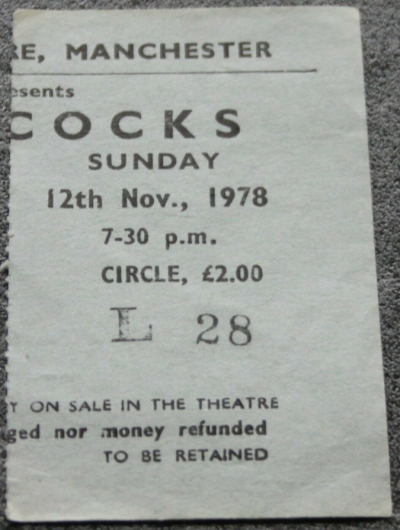 RE, MANCHESTER
esents
COCKS
SUNDAY
12th Nov., 1978
7-30 p.m.
CIRCLE, £2.00
L 28
Y ON SALE IN THE THEATRE
ged nor money refunded
TO BE RETAINED